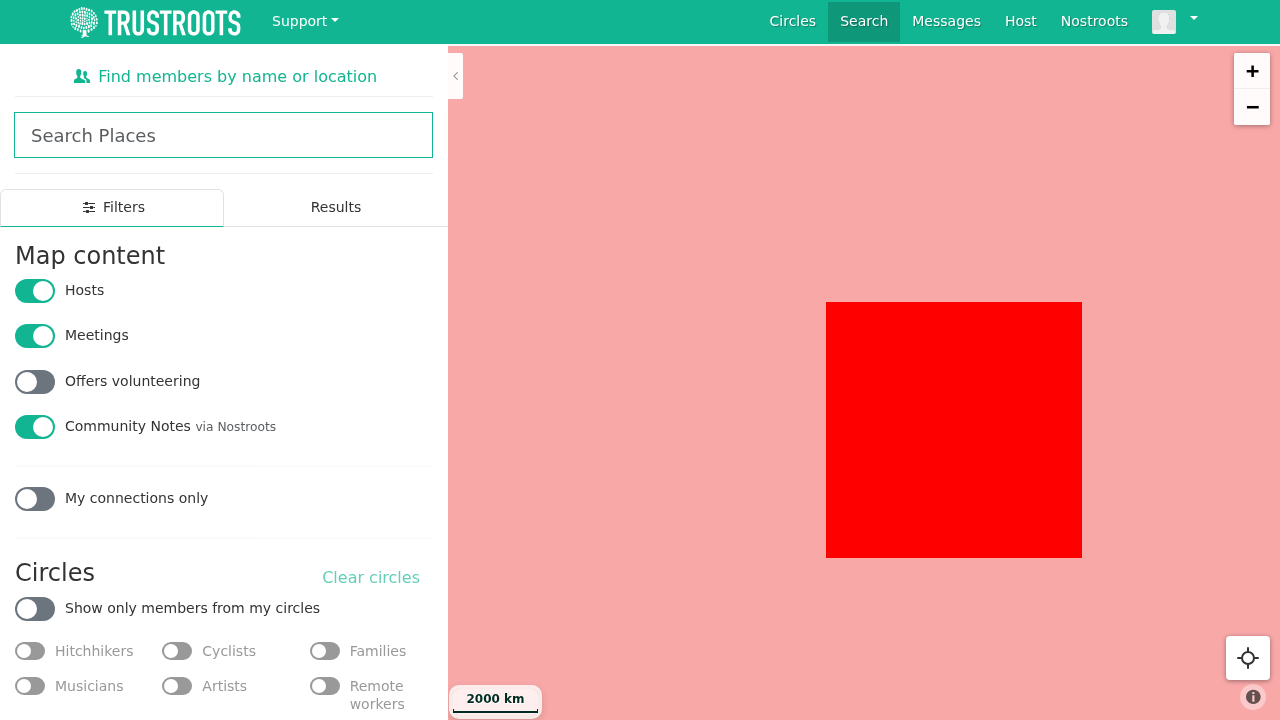 TRUSTROOTS Support Circles Search Messages Host Nostroots
Find members by name or location
Search Places
Filters Results
Map content
Hosts
Meetings
Offers volunteering
Community Notes via Nostroots
My connections only
Circles Clear circles
Show only members from my circles
Hitchhikers Cyclists Families
Musicians Artists Remote workers
+
−
2000 km